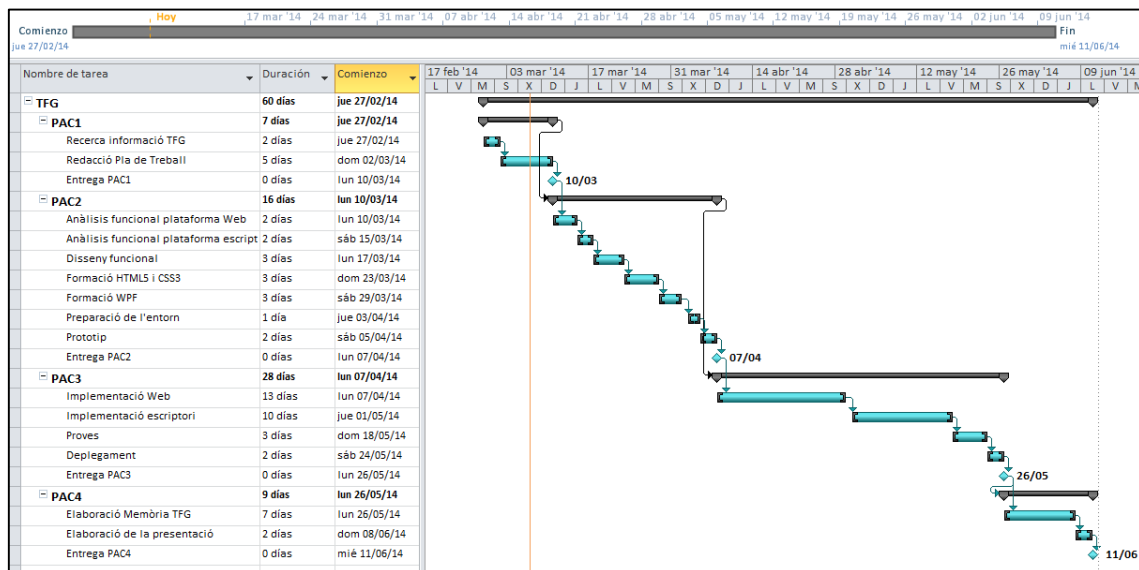 Hoy 17 mar '14 24 mar '14 31 mar '14 07 abr '14 14 abr '14 21 abr '14 28 abr '14 05 may '14 12 may '14 19 may '14 26 may '14 02 jun '14 09 jun '14
Comienzo Fin
jue 27/02/14 mié 11/06/14
Nombre de tarea Duración Comienzo 17 feb '14 03 mar '14 17 mar '14 31 mar '14 14 abr '14 28 abr '14 12 may '14 26 may '14 09 jun '14
L V M S X D J L V M S X D J L V M S X D J L V M S X D J L V M
TFG 60 días jue 27/02/14
PAC1 7 días jue 27/02/14
Recerca informació TFG 2 días jue 27/02/14
Redacció Pla de Treball 5 días dom 02/03/14
Entrega PAC1 0 días lun 10/03/14 10/03
PAC2 16 días lun 10/03/14
Anàlisis funcional plataforma Web 2 días lun 10/03/14
Anàlisis funcional plataforma escript 2 días sáb 15/03/14
Disseny funcional 3 días lun 17/03/14
Formació HTML5 i CSS3 3 días dom 23/03/14
Formació WPF 3 días sáb 29/03/14
Preparació de l'entorn 1 día jue 03/04/14
Prototip 2 días sáb 05/04/14
Entrega PAC2 0 días lun 07/04/14 07/04
PAC3 28 días lun 07/04/14
Implementació Web 13 días lun 07/04/14
Implementació escriptori 10 días jue 01/05/14
Proves 3 días dom 18/05/14
Deplegament 2 días sáb 24/05/14
Entrega PAC3 0 días lun 26/05/14 26/05
PAC4 9 días lun 26/05/14
Elaboració Memòria TFG 7 días lun 26/05/14
Elaboració de la presentació 2 días dom 08/06/14
Entrega PAC4 0 días mié 11/06/14 11/06